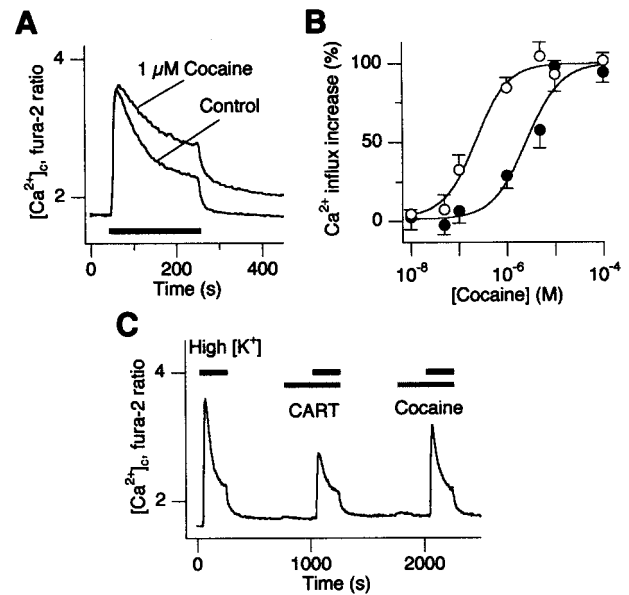 A
[Ca2+]c, fura-2 ratio
4
2
1 μM Cocaine
Control
0
200
400
Time (s)
B
Ca2+ influx increase (%)
100
50
0
10-8
10-6
10-4
[Cocaine] (M)
C
[Ca2+]c, fura-2 ratio
4
2
High [K+]
CART
Cocaine
0
1000
2000
Time (s)